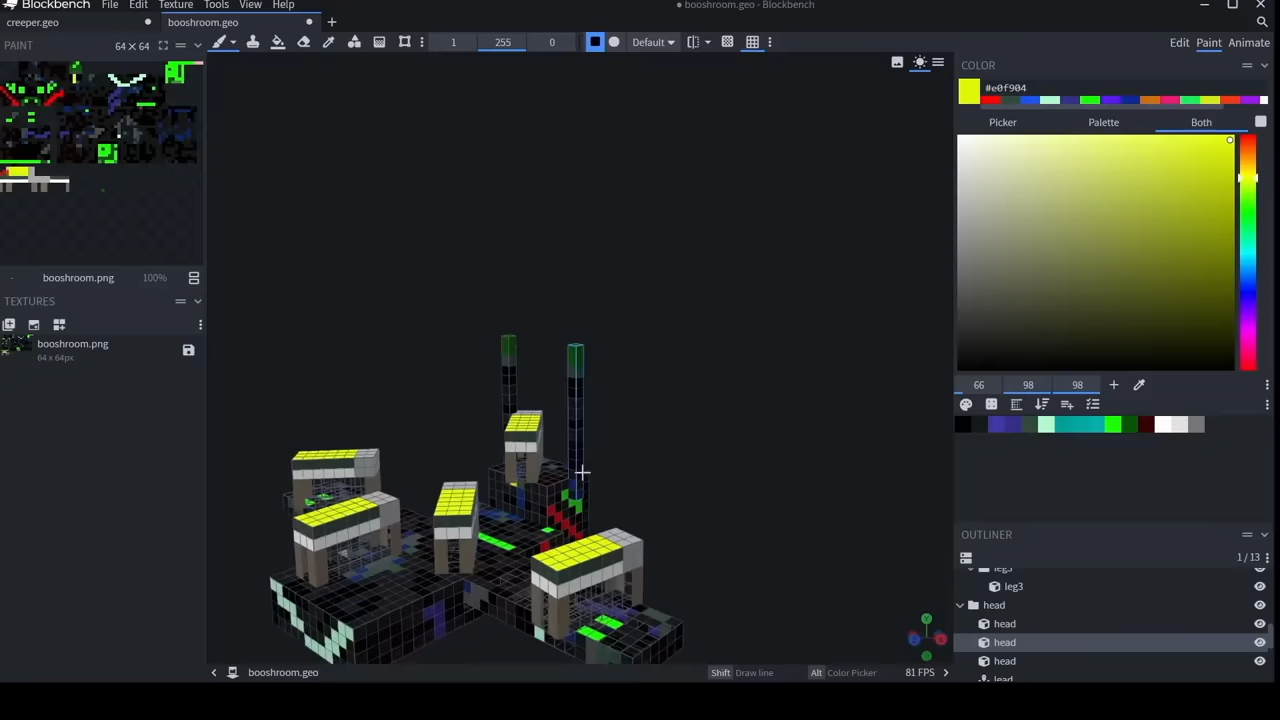 Blockbench File Edit Texture Tools View Help
● booshroom.geo - Blockbench
creeper.geo booshroom.geo
PAINT 64 × 64
1 255 0 Default
Edit Paint Animate
COLOR
#e0f904
Picker Palette Both
booshroom.png 100%
TEXTURES
booshroom.png
64 x 64px
66 98 98
OUTLINER
1/13
leg3
leg3
head
head
head
head
lead
booshroom.geo
Shift Draw line Alt Color Picker 81 FPS